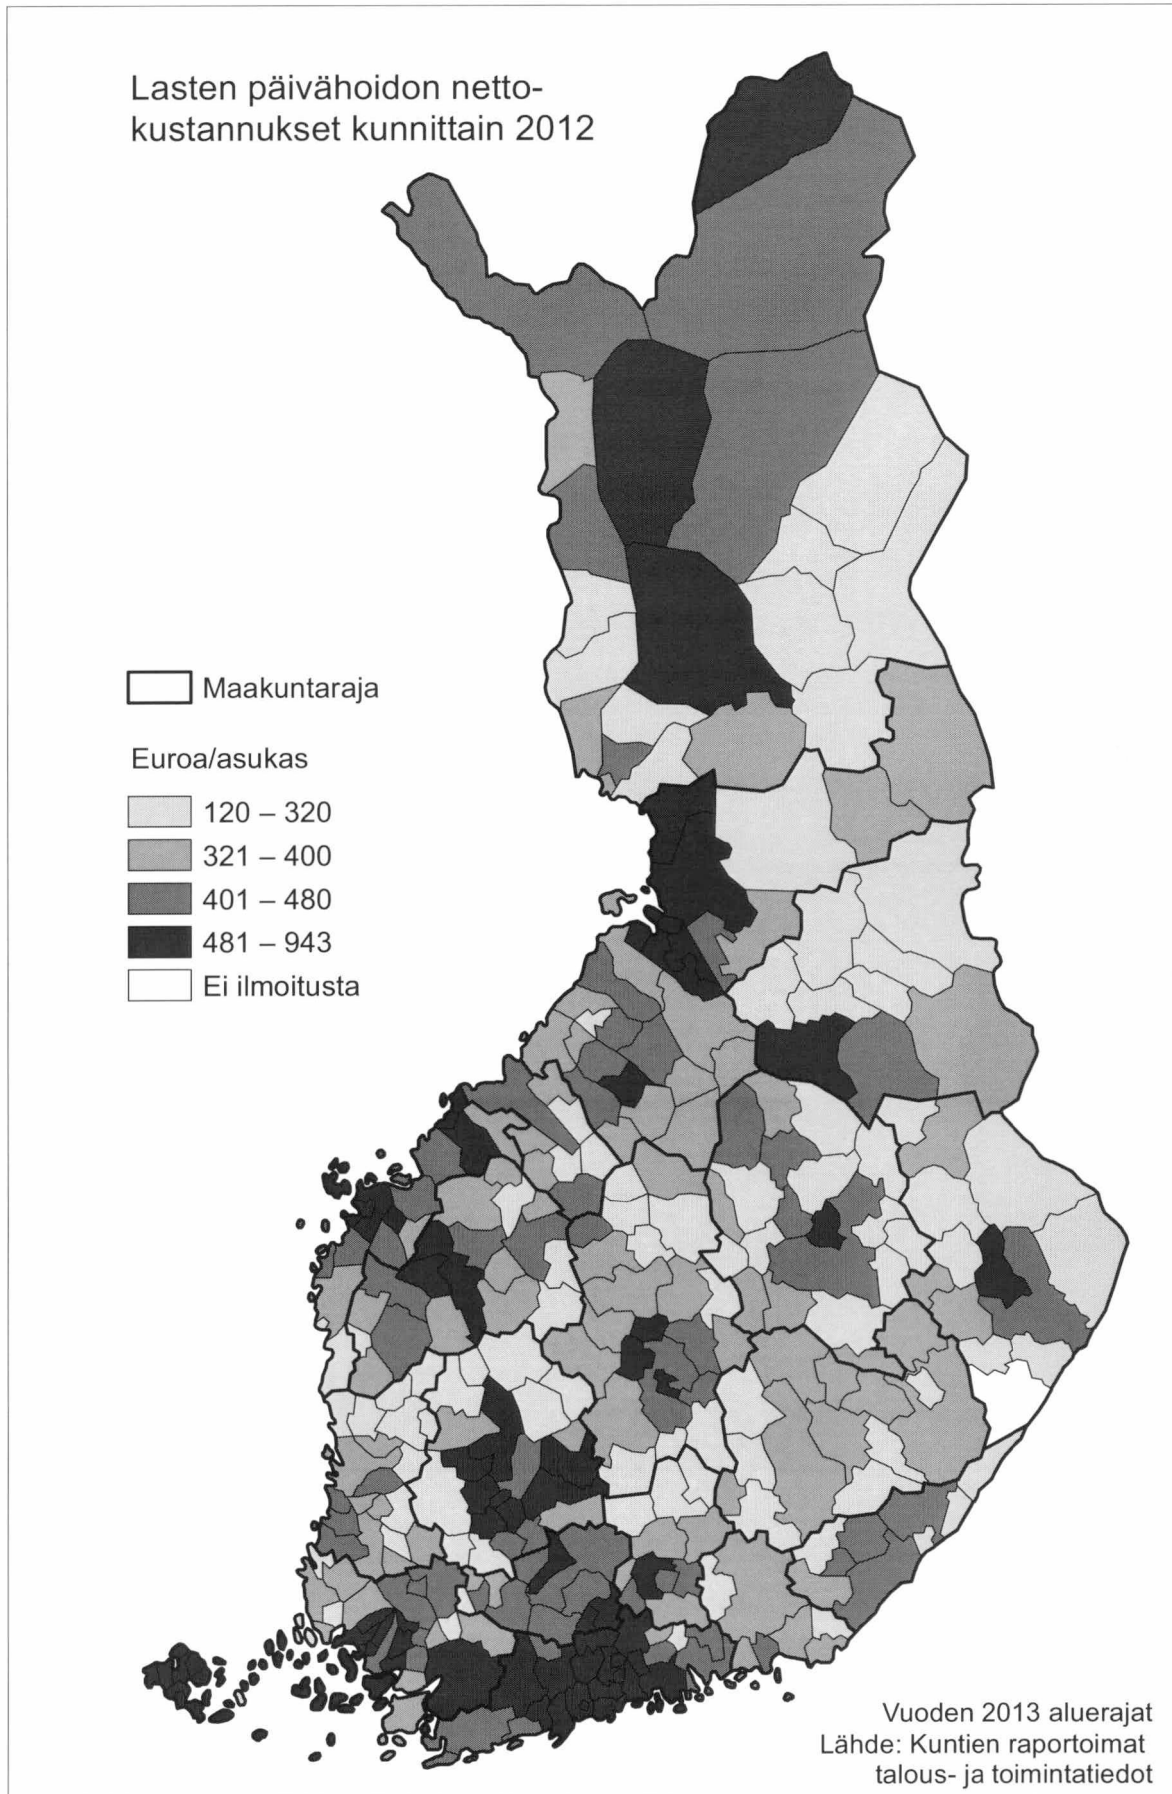 Lasten päivähoidon netto-
kustannukset kunnittain 2012
Maakuntaraja
Euroa/asukas
120 – 320
321 – 400
401 – 480
481 – 943
Ei ilmoitusta
Vuoden 2013 aluerajat
Lähde: Kuntien raportoimat
talous- ja toimintatiedot